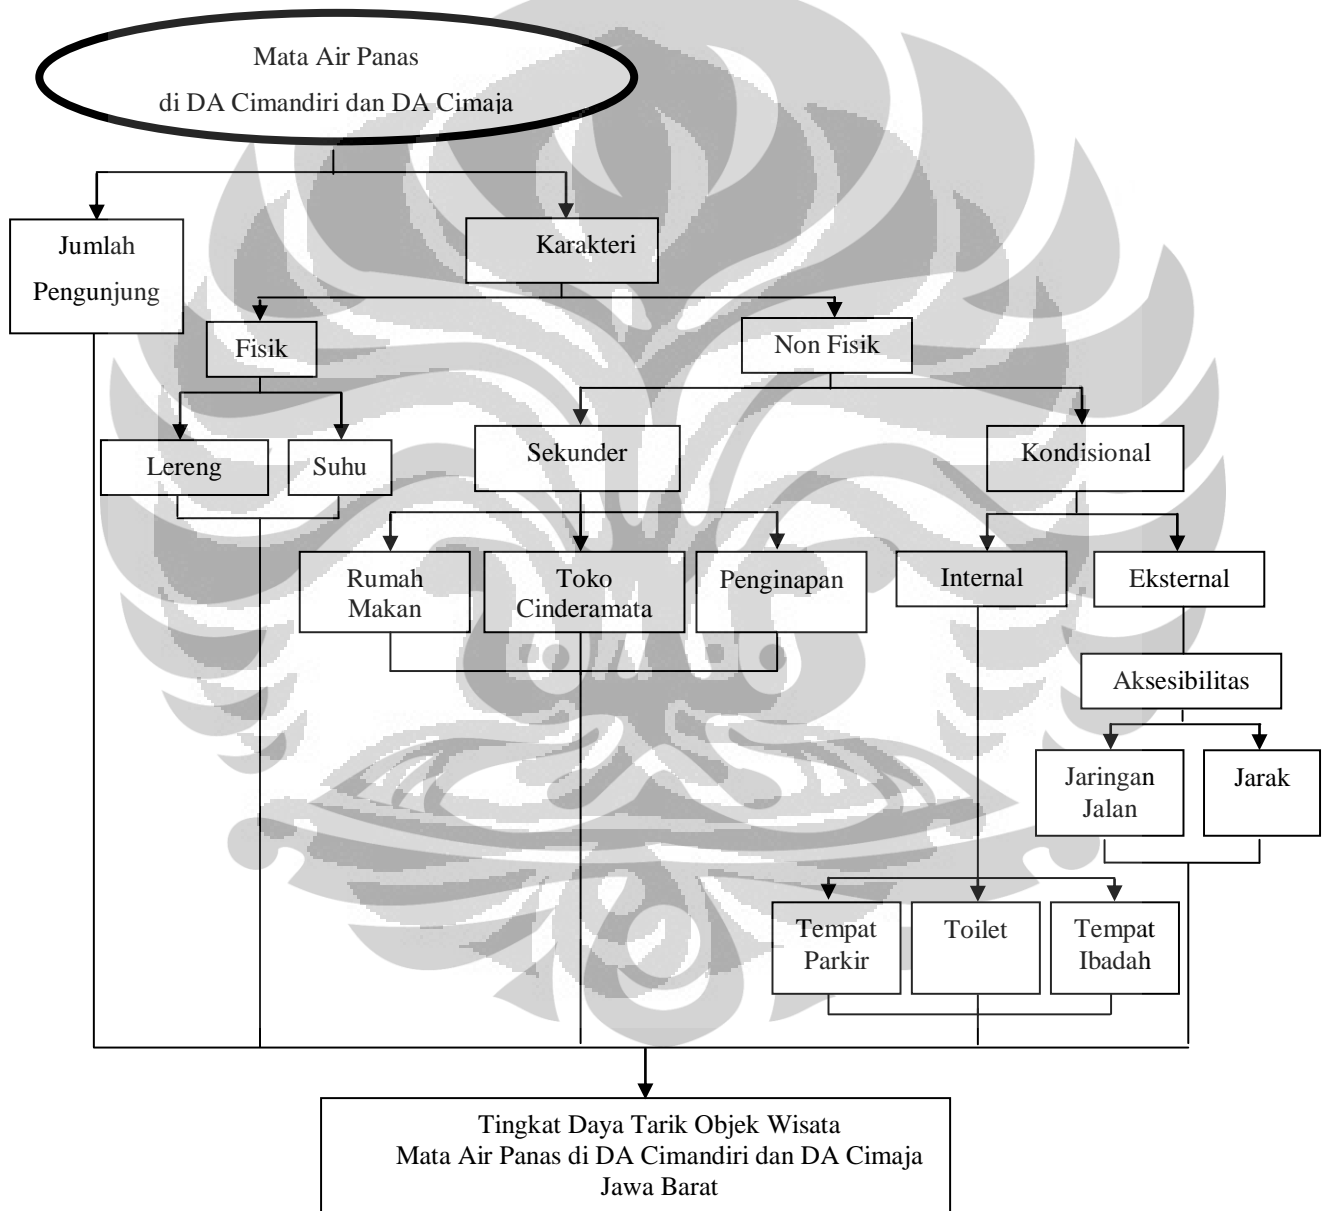 Mata Air Panas
di DA Cimandiri dan DA Cimaja
Jumlah
Pengunjung
Karakteri
Fisik
Non Fisik
Lereng
Suhu
Sekunder
Kondisional
Rumah
Makan
Toko
Cinderamata
Penginapan
Internal
Eksternal
Aksesibilitas
Jaringan
Jalan
Jarak
Tempat
Parkir
Toilet
Tempat
Ibadah
Tingkat Daya Tarik Objek Wisata
Mata Air Panas di DA Cimandiri dan DA Cimaja
Jawa Barat